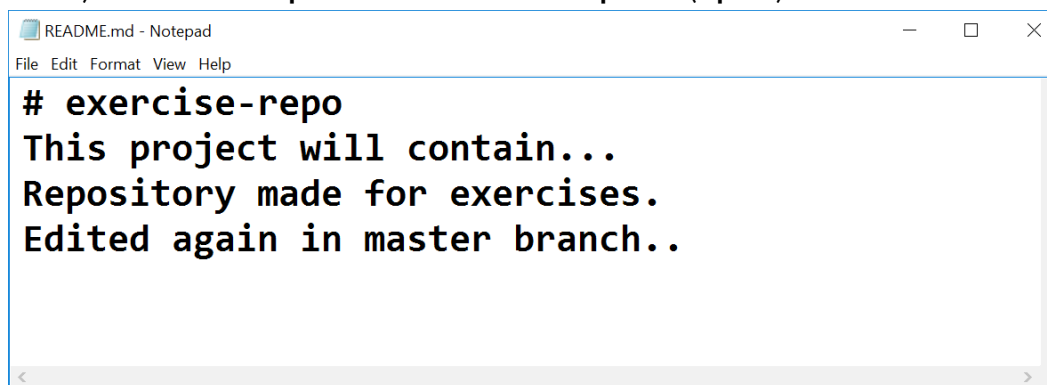 README.md - Notepad
File Edit Format View Help
# exercise-repo
This project will contain...
Repository made for exercises.
Edited again in master branch..